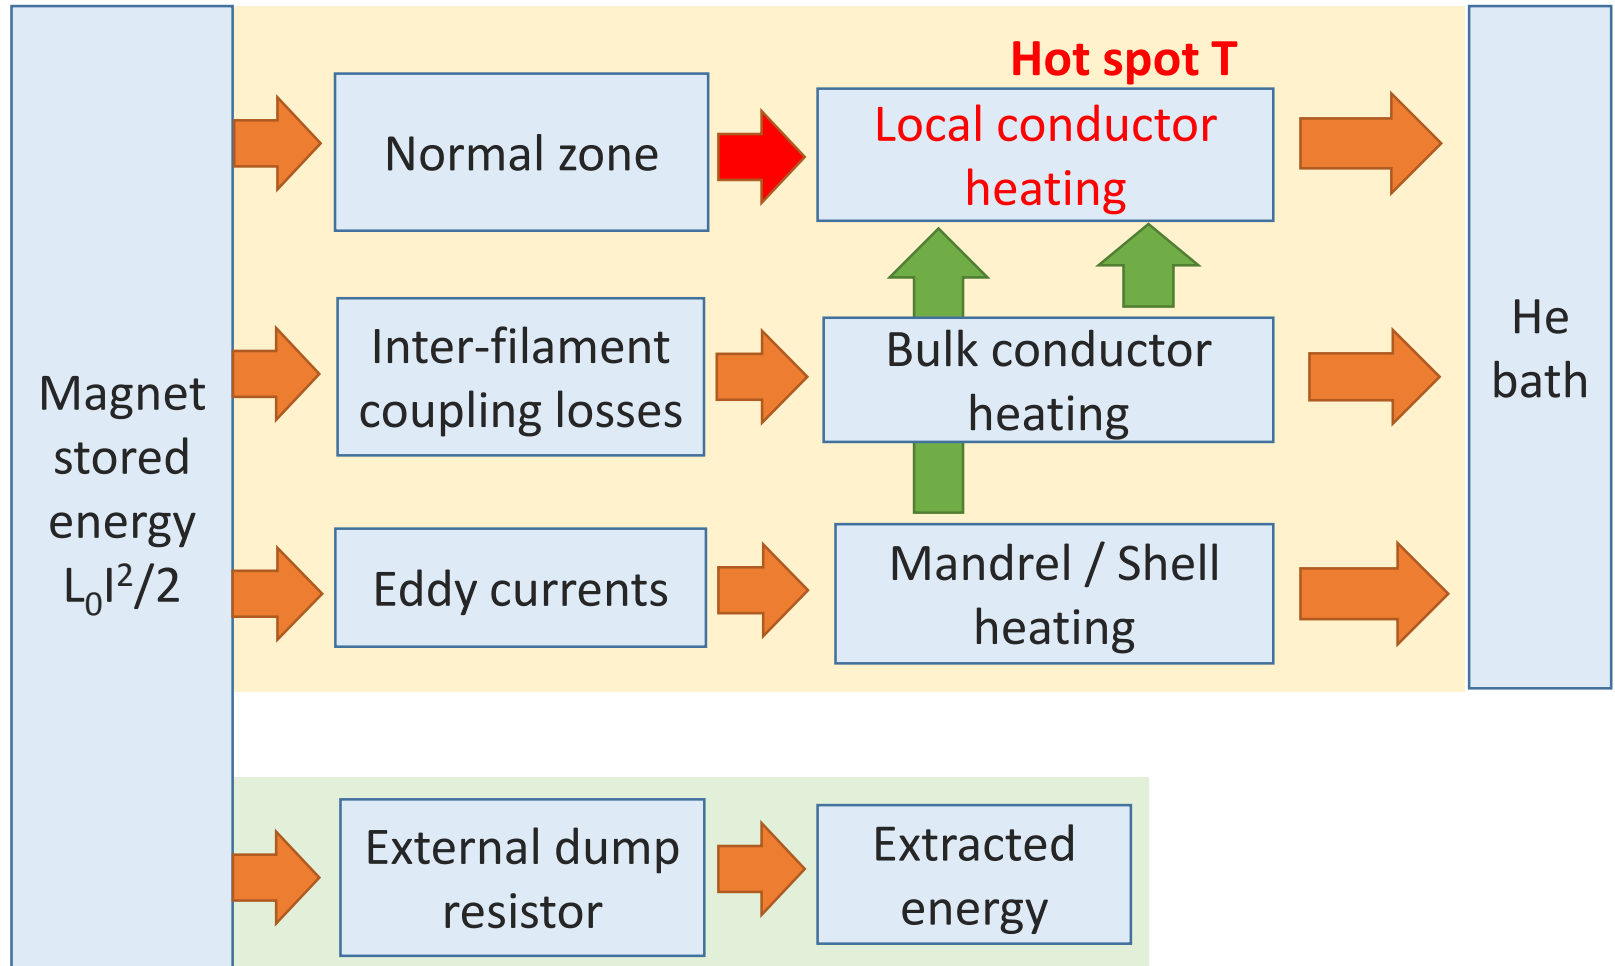 Magnet
stored
energy
L₀I²/2
Normal zone
Hot spot T
Local conductor
heating
Inter-filament
coupling losses
Bulk conductor
heating
Eddy currents
Mandrel / Shell
heating
He
bath
External dump
resistor
Extracted
energy